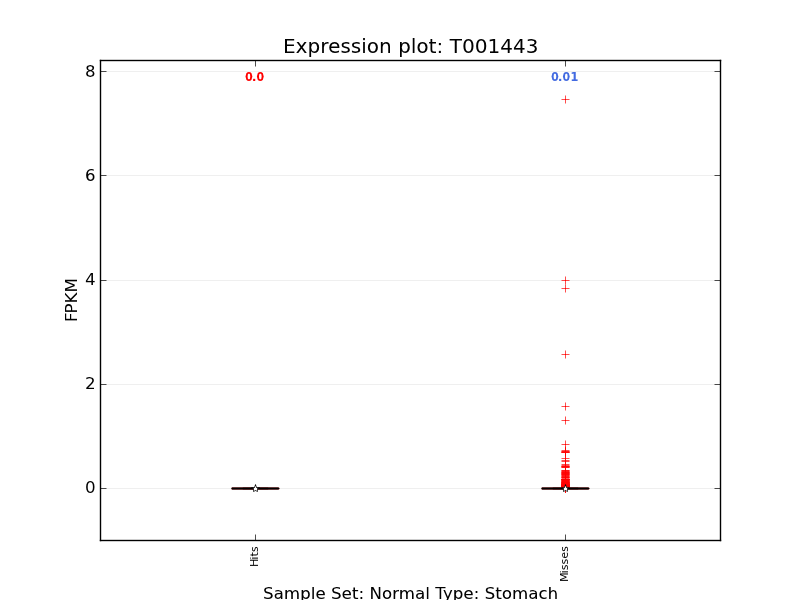 Expression plot: T001443
0.0
0.01
8
6
4
2
0
FPKM
Hits
Misses
Sample Set: Normal Type: Stomach